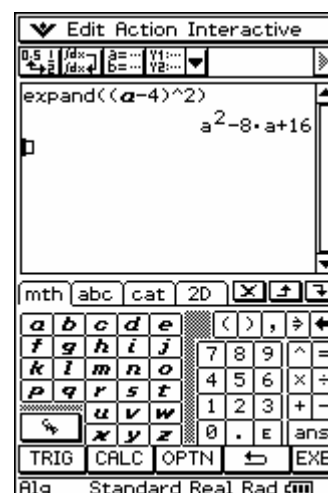 Edit Action Interactive
expand((a-4)^2)
a²-8·a+16
mth abc cat 2D
a b c d e ( ) ,
f g h i j 7 8 9 ^ =
k l m n o 4 5 6 × ÷
p q r s t 1 2 3 + -
u v w 0 . E ans
x y z
TRIG CALC OPTN EXE
Alg Standard Real Rad